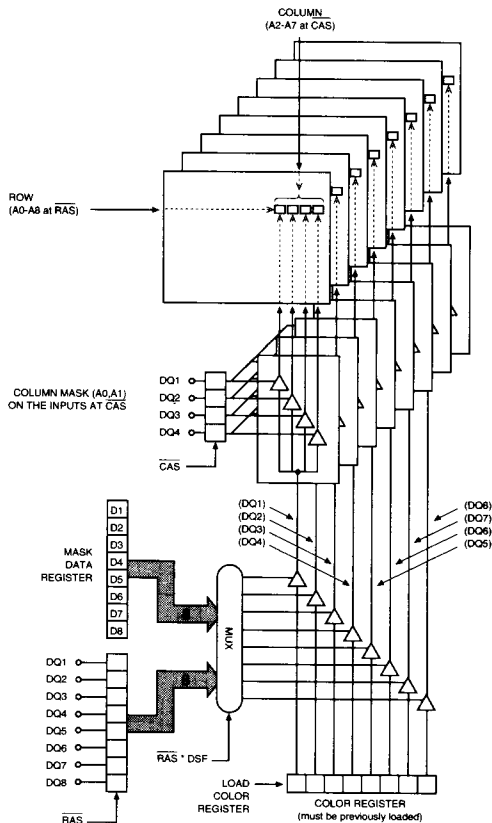 COLUMN
(A2-A7 at CAS)
ROW
(A0-A8 at RAS)
COLUMN MASK (A0,A1)
ON THE INPUTS AT CAS
DQ1
DQ2
DQ3
DQ4
CAS
(DQ1)
(DQ2)
(DQ3)
(DQ4)
(DQ8)
(DQ7)
(DQ6)
(DQ5)
MASK
DATA
REGISTER
D1
D2
D3
D4
D5
D6
D7
D8
8
MUX
DQ1
DQ2
DQ3
DQ4
DQ5
DQ6
DQ7
DQ8
8
RAS
RAS * DSF
LOAD
COLOR
REGISTER
COLOR REGISTER
(must be previously loaded)